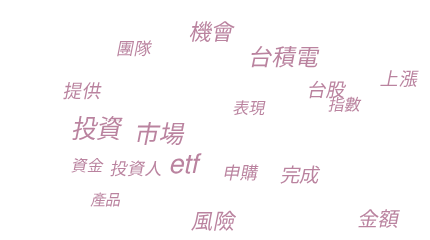 機會
團隊
台積電
上漲
提供
台股
指數
表現
投資
市場
資金
投資人
etf
申購
完成
產品
風險
金額